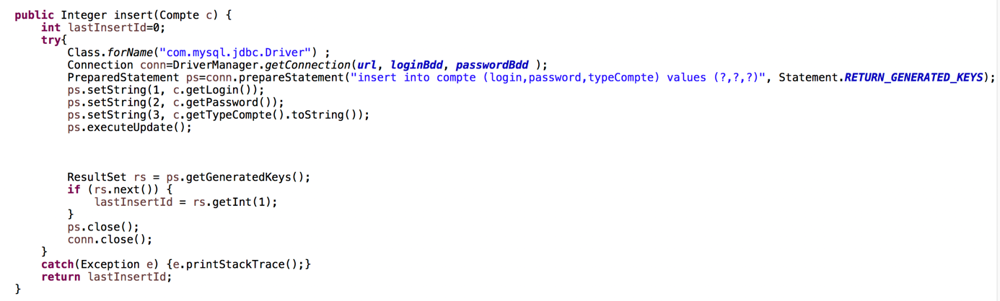 public Integer insert(Compte c) {
    int lastInsertId=0;
    try{
        Class.forName("com.mysql.jdbc.Driver") ;
        Connection conn=DriverManager.getConnection(url, loginBdd, passwordBdd );
        PreparedStatement ps=conn.prepareStatement("insert into compte (login,password,typeCompte) values (?,?,?)", Statement.RETURN_GENERATED_KEYS);
        ps.setString(1, c.getLogin());
        ps.setString(2, c.getPassword());
        ps.setString(3, c.getTypeCompte().toString());
        ps.executeUpdate();
        ResultSet rs = ps.getGeneratedKeys();
        if (rs.next()) {
            lastInsertId = rs.getInt(1);
        }
        ps.close();
        conn.close();
    }
    catch(Exception e) {e.printStackTrace();}
    return lastInsertId;
}